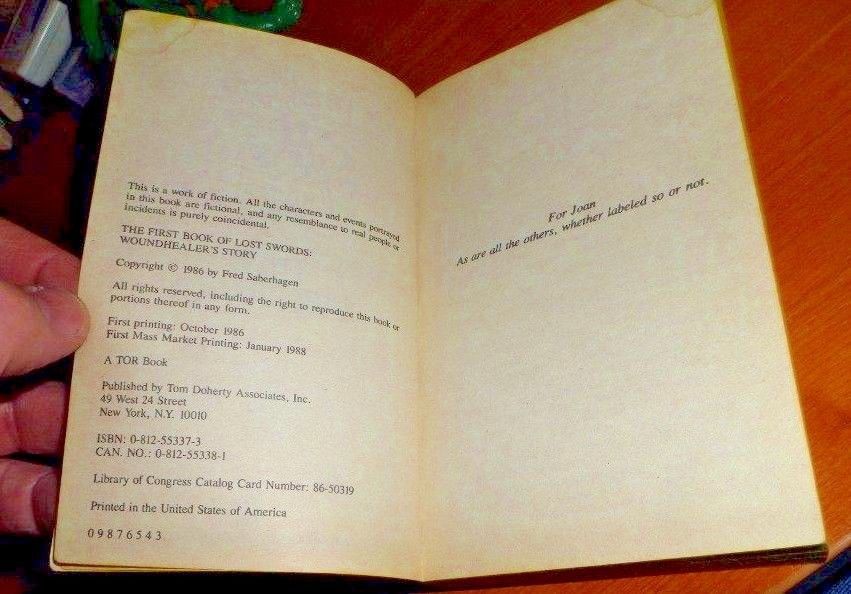 This is a work of fiction. All the characters and events portrayed
in this book are fictional, and any resemblance to real people or
incidents is purely coincidental.
THE FIRST BOOK OF LOST SWORDS:
WOUNDHEALER'S STORY
Copyright © 1986 by Fred Saberhagen
All rights reserved, including the right to reproduce this book or
portions thereof in any form.
First printing: October 1986
First Mass Market Printing: January 1988
A TOR Book
Published by Tom Doherty Associates, Inc.
49 West 24 Street
New York, N.Y. 10010
ISBN: 0-812-55337-3
CAN. NO.: 0-812-55338-1
Library of Congress Catalog Card Number: 86-50319
Printed in the United States of America
0 9 8 7 6 5 4 3
For Joan
As are all the others, whether labeled so or not.